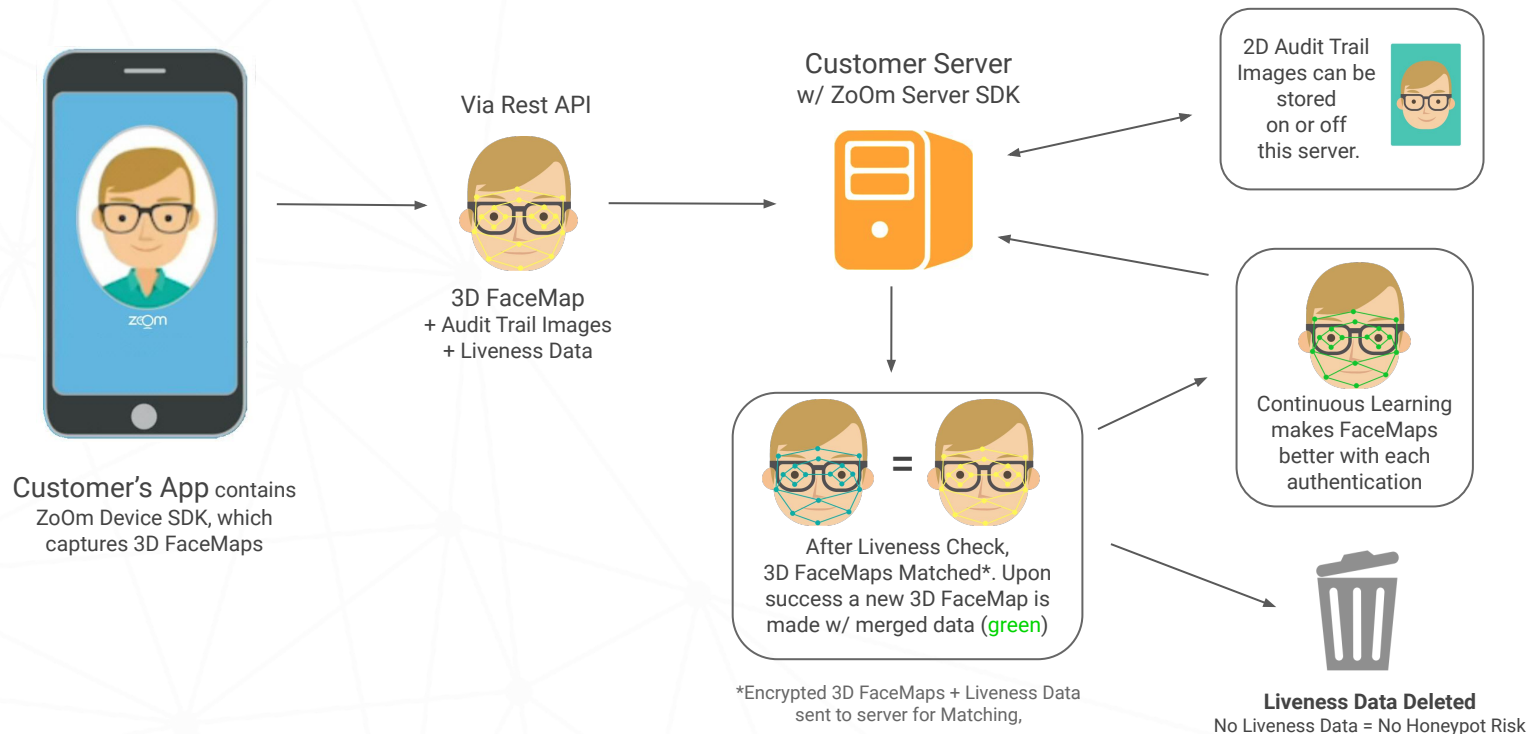 zoom
Customer's App contains
ZoOm Device SDK, which
captures 3D FaceMaps
Via Rest API
3D FaceMap
+ Audit Trail Images
+ Liveness Data
Customer Server
w/ ZoOm Server SDK
2D Audit Trail
Images can be
stored
on or off
this server.
=
After Liveness Check,
3D FaceMaps Matched*. Upon
success a new 3D FaceMap is
made w/ merged data (green)
*Encrypted 3D FaceMaps + Liveness Data
sent to server for Matching,
Continuous Learning
makes FaceMaps
better with each
authentication
Liveness Data Deleted
No Liveness Data = No Honeypot Risk